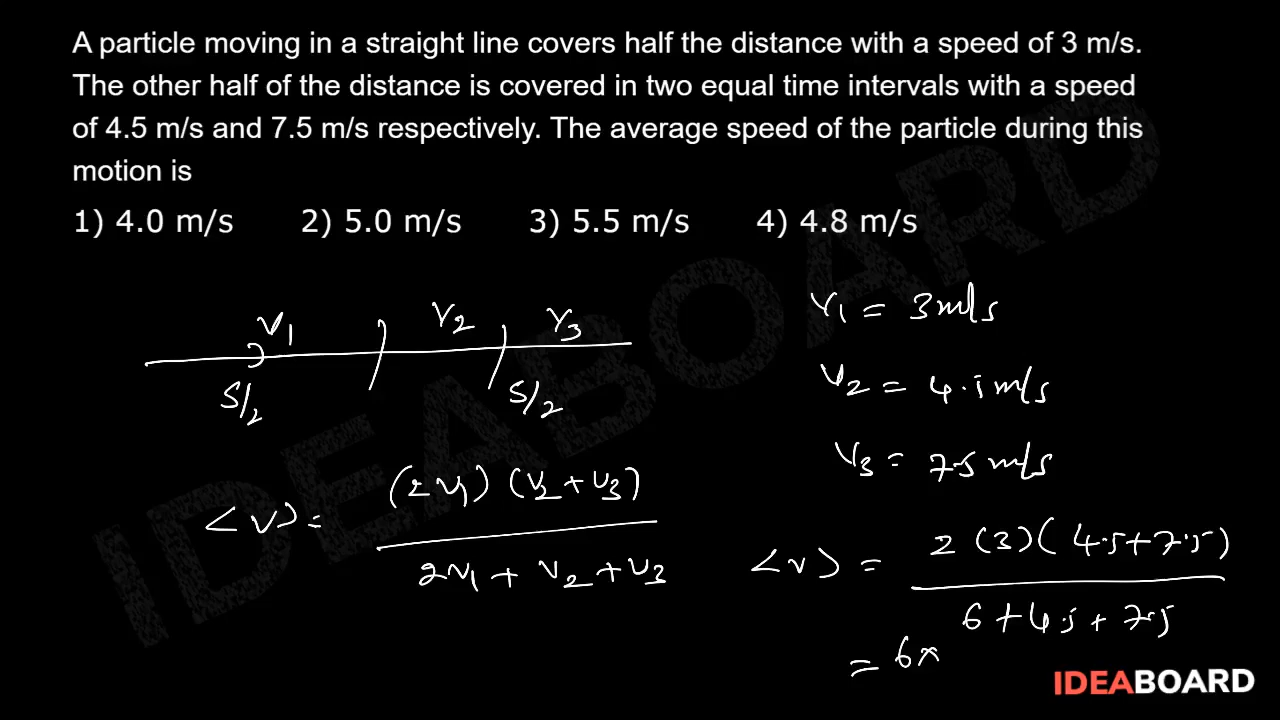 A particle moving in a straight line covers half the distance with a speed of 3 m/s.
The other half of the distance is covered in two equal time intervals with a speed
of 4.5 m/s and 7.5 m/s respectively. The average speed of the particle during this
motion is
1) 4.0 m/s 2) 5.0 m/s 3) 5.5 m/s 4) 4.8 m/s
V1 V2 V3
S/2 S/2
V1 = 3 m/s
V2 = 4.5 m/s
V3 = 7.5 m/s
<V> = (2V1) (V2 + V3) / 2V1 + V2 + V3
<V> = 2 (3) (4.5 + 7.5) / 6 + 4.5 + 7.5
= 6x
IDEABOARD
IDEABOARD